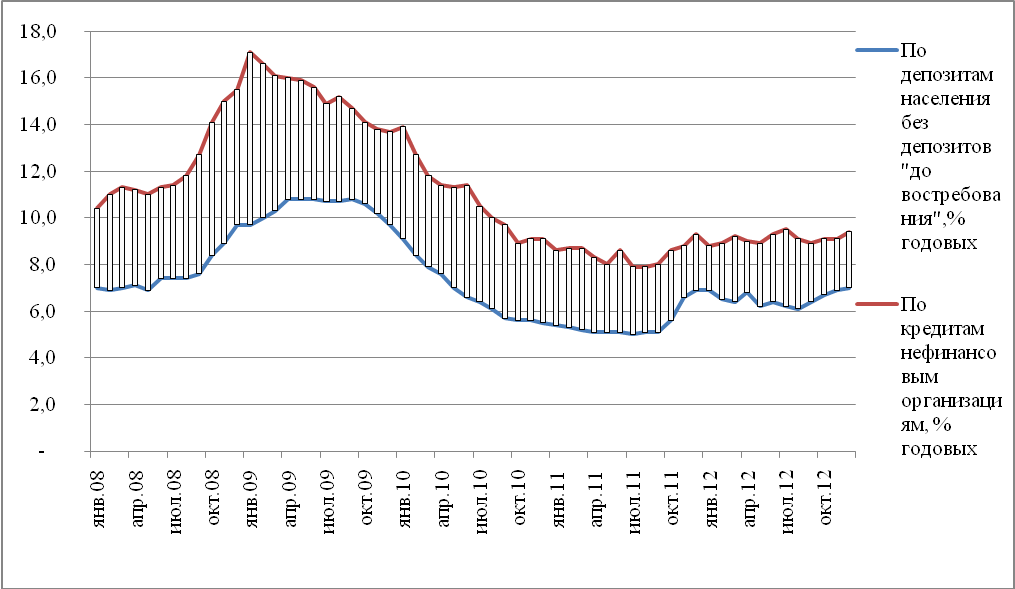 18,0
16,0
14,0
12,0
10,0
8,0
6,0
4,0
2,0
-
янв.08
апр.08
июл.08
окт.08
янв.09
апр.09
июл.09
окт.09
янв.10
апр.10
июл.10
окт.10
янв.11
апр.11
июл.11
окт.11
янв.12
апр.12
июл.12
окт.12
По
депозитам
населения
без
депозитов
"до
востребова
ния",%
годовых
По
кредитам
нефинансо
вым
организаци
ям, %
годовых